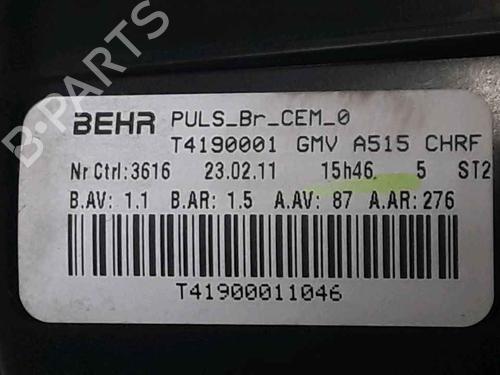 B-PARTS
BEHR PULS_Br_CEM_0
T4190001 GMV A515 CHRF
Nr Ctrl:3616 23.02.11 15h46. 5 ST2
B.AV: 1.1 B.AR: 1.5 A.AV: 87 A.AR: 276
T41900011046